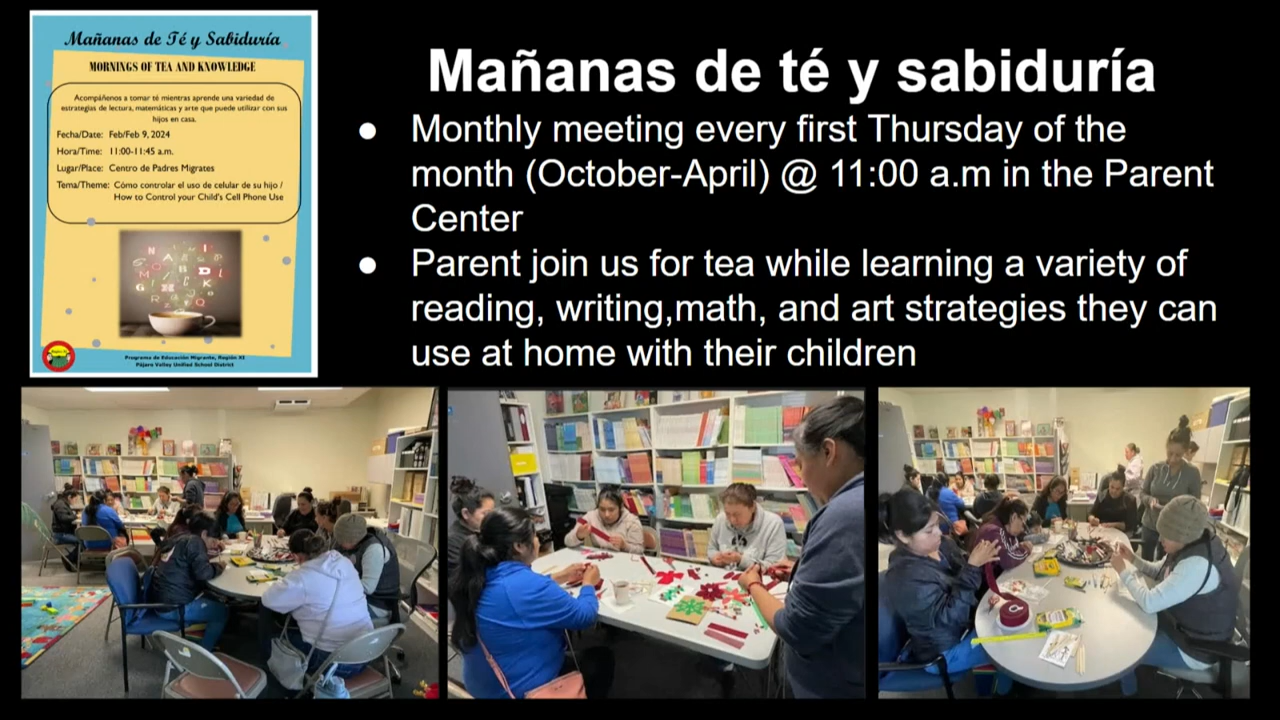 Mañanas de Té y Sabiduría
MORNINGS OF TEA AND KNOWLEDGE
Acompáñenos a tomar té mientras aprende una variedad de
estrategias de lectura, matemáticas y arte que puede utilizar con sus
hijos en casa.
Fecha/Date: Feb/Feb 9, 2024
Hora/Time: 11:00-11:45 a.m.
Lugar/Place: Centro de Padres Migrates
Tema/Theme: Cómo controlar el uso de celular de su hijo /
How to Control your Child's Cell Phone Use
Programa de Educación Migrante, Región XI
Pájaro Valley Unified School District
Mañanas de té y sabiduría
● Monthly meeting every first Thursday of the
month (October-April) @ 11:00 a.m in the Parent
Center
● Parent join us for tea while learning a variety of
reading, writing,math, and art strategies they can
use at home with their children